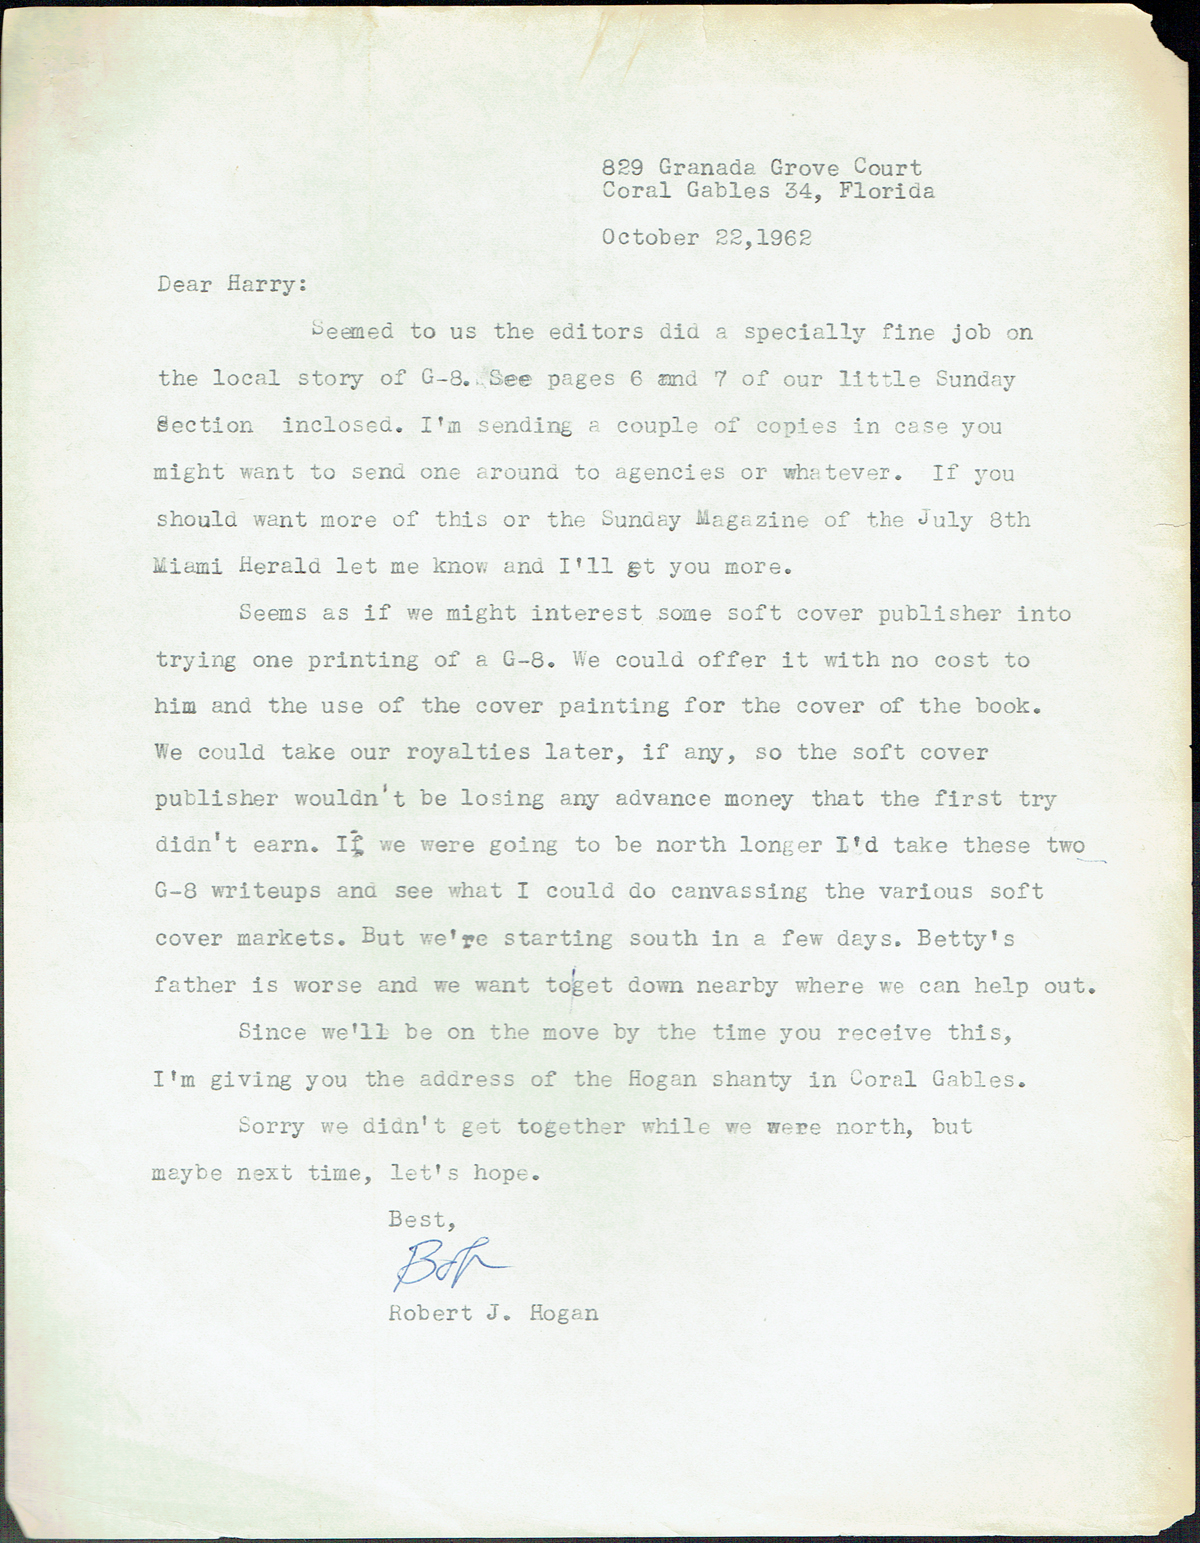 829 Granada Grove Court
Coral Gables 34, Florida
October 22,1962
Dear Harry:
Seemed to us the editors did a specially fine job on
the local story of G-8. See pages 6 and 7 of our little Sunday
Section inclosed. I'm sending a couple of copies in case you
might want to send one around to agencies or whatever. If you
should want more of this or the Sunday Magazine of the July 8th
Miami Herald let me know and I'll get you more.
Seems as if we might interest some soft cover publisher into
trying one printing of a G-8. We could offer it with no cost to
him and the use of the cover painting for the cover of the book.
We could take our royalties later, if any, so the soft cover
publisher wouldn't be losing any advance money that the first try
didn't earn. If we were going to be north longer I'd take these two
G-8 writeups and see what I could do canvassing the various soft
cover markets. But we're starting south in a few days. Betty's
father is worse and we want to/get down nearby where we can help out.
Since we'll be on the move by the time you receive this,
I'm giving you the address of the Hogan shanty in Coral Gables.
Sorry we didn't get together while we were north, but
maybe next time, let's hope.
Best,
Bob
Robert J. Hogan